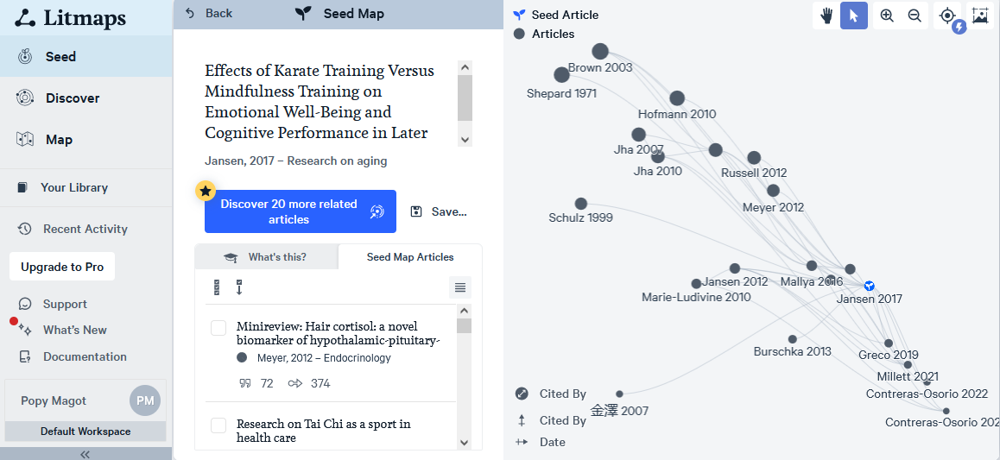 Litmaps
Seed
Discover
Map
Your Library
Recent Activity
Upgrade to Pro
Support
What's New
Documentation
Popy Magot
PM
Default Workspace
Back
Seed Map
Effects of Karate Training Versus
Mindfulness Training on
Emotional Well-Being and
Cognitive Performance in Later
Jansen, 2017 – Research on aging
Discover 20 more related
articles
Save...
What's this?
Seed Map Articles
Minireview: Hair cortisol: a novel
biomarker of hypothalamic-pituitary-
Meyer, 2012 – Endocrinology
72
374
Research on Tai Chi as a sport in
health care
Seed Article
Articles
Brown 2003
Shepard 1971
Hofmann 2010
Jha 2007
Jha 2010
Russell 2012
Meyer 2012
Schulz 1999
Jansen 2012
Mallya 2016
Marie-Ludivine 2010
Jansen 2017
Burschka 2013
Greco 2019
Millett 2021
Contreras-Osorio 2022
金澤 2007
Contreras-Osorio 202
Cited By
Cited By
Date